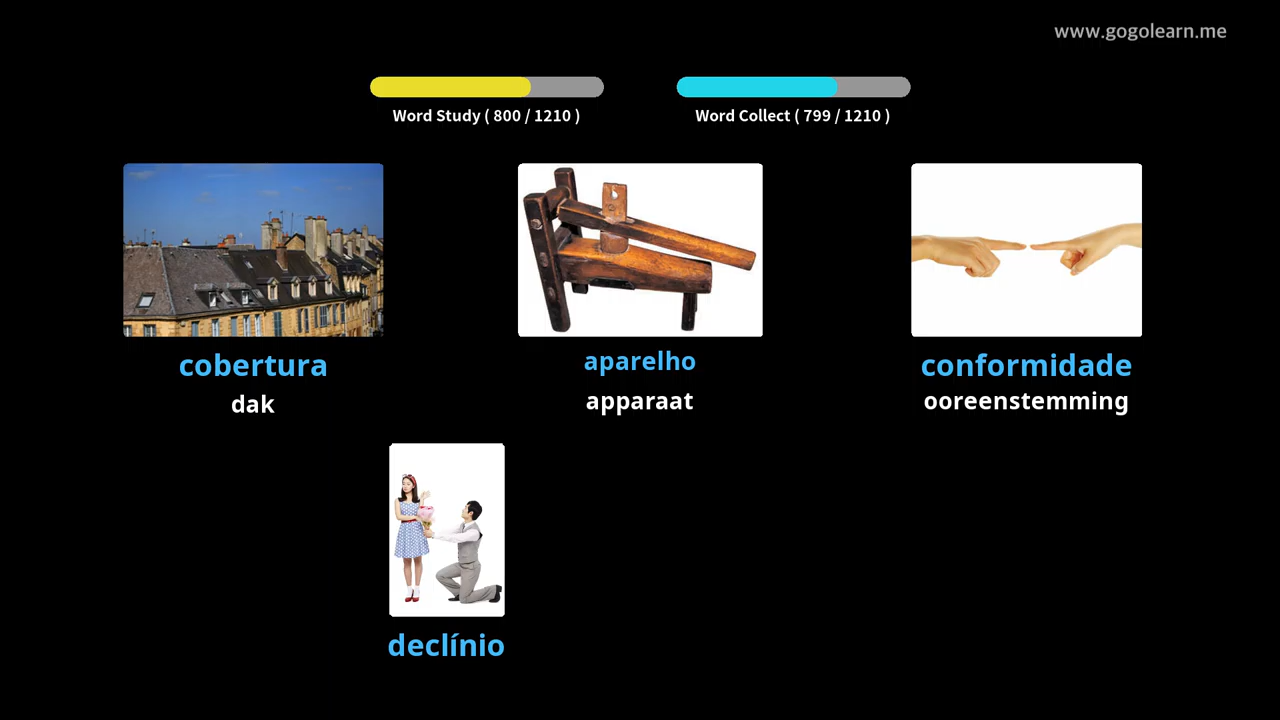 www.gogolearn.me
Word Study ( 800 / 1210 )
Word Collect ( 799 / 1210 )
cobertura
dak
aparelho
apparaat
conformidade
ooreenstemming
declínio